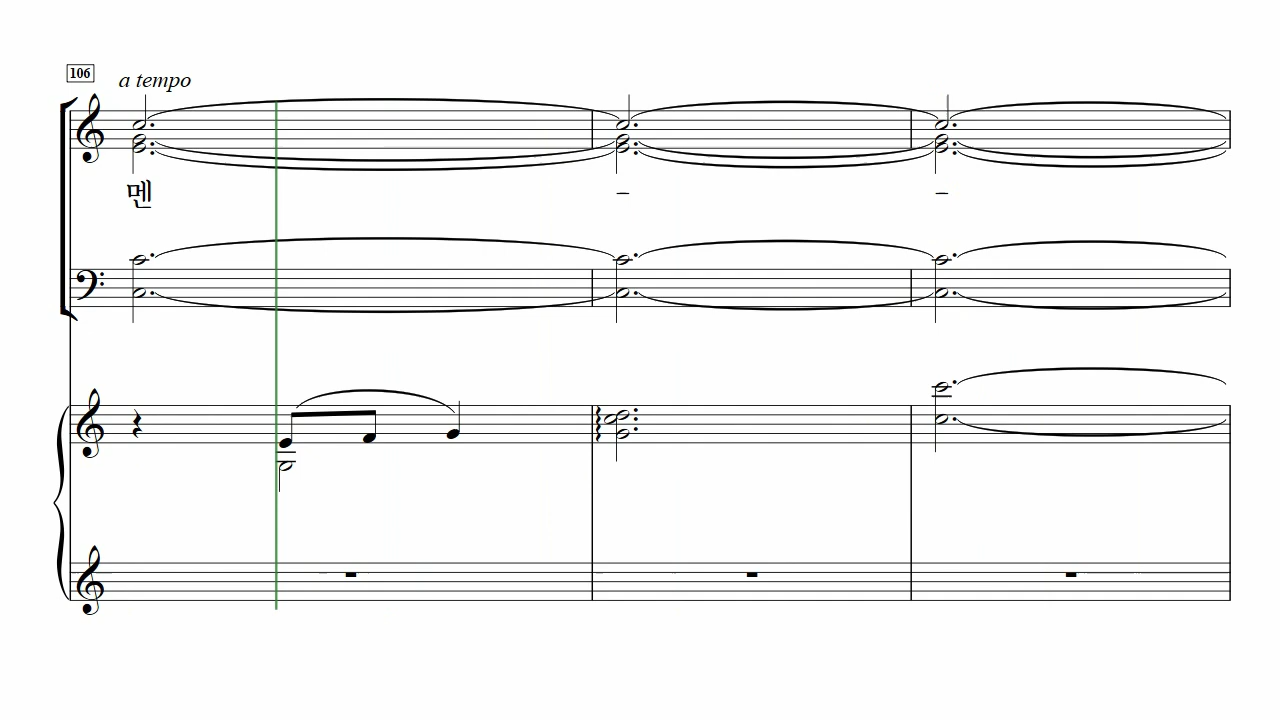 106
a tempo
멘 - -